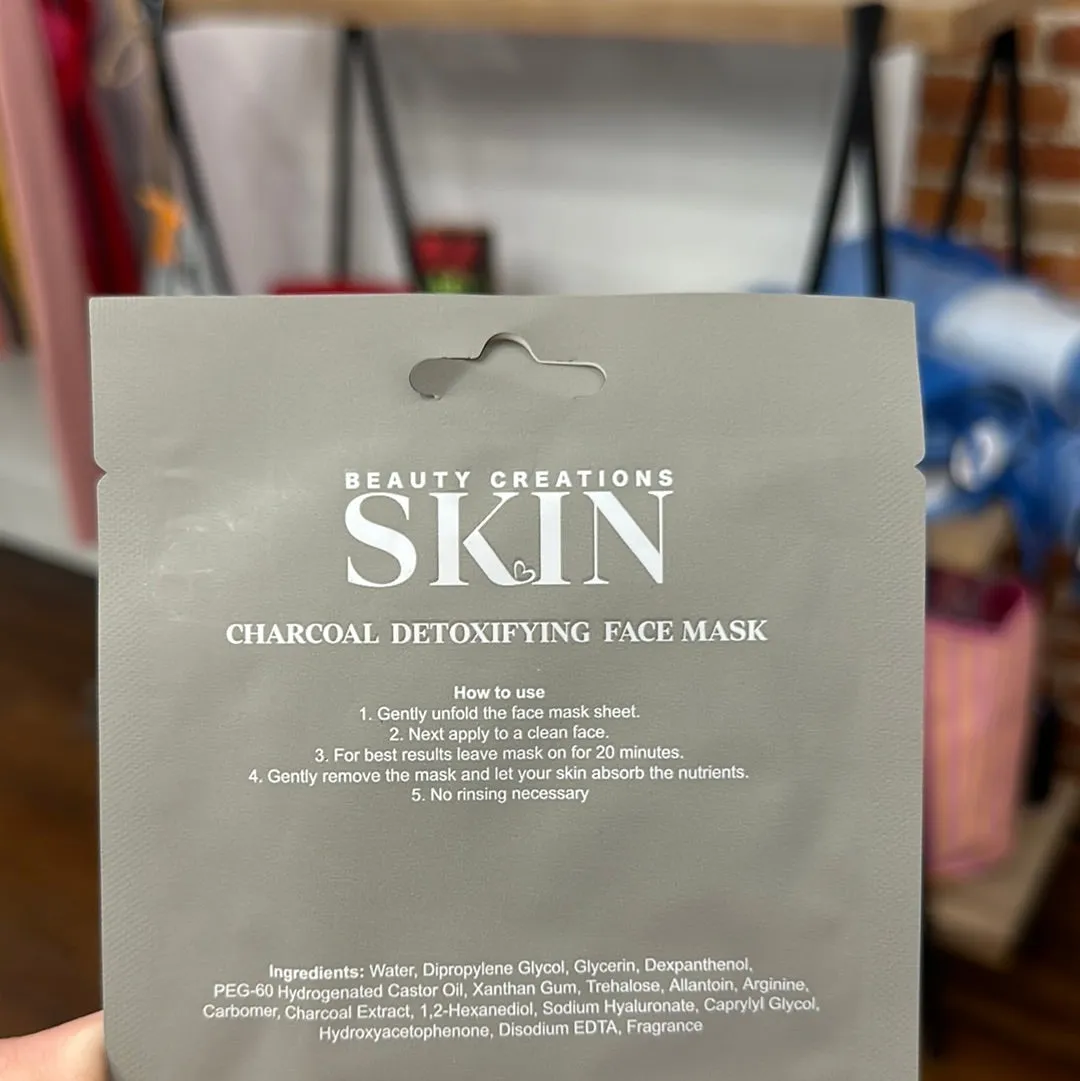 BEAUTY CREATIONS
SKIN
CHARCOAL DETOXIFYING FACE MASK
How to use
1. Gently unfold the face mask sheet.
2. Next apply to a clean face.
3. For best results leave mask on for 20 minutes.
4. Gently remove the mask and let your skin absorb the nutrients.
5. No rinsing necessary
Ingredients: Water, Dipropylene Glycol, Glycerin, Dexpanthenol,
PEG-60 Hydrogenated Castor Oil, Xanthan Gum, Trehalose, Allantoin, Arginine,
Carbomer, Charcoal Extract, 1,2-Hexanediol, Sodium Hyaluronate, Caprylyl Glycol,
Hydroxyacetophenone, Disodium EDTA, Fragrance